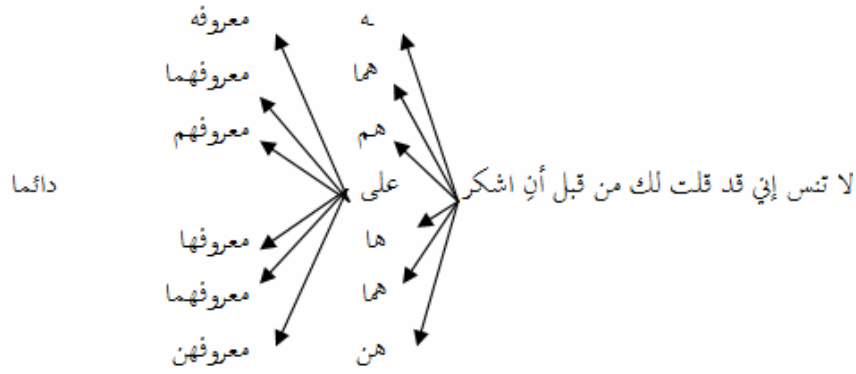 ه معروفه
هما معروفهما
هم معروفهم
لا تنس إني قد قلت لك من قبل أنِ اشكر على دائما
ها معروفها
هما معروفهما
هن معروفهن